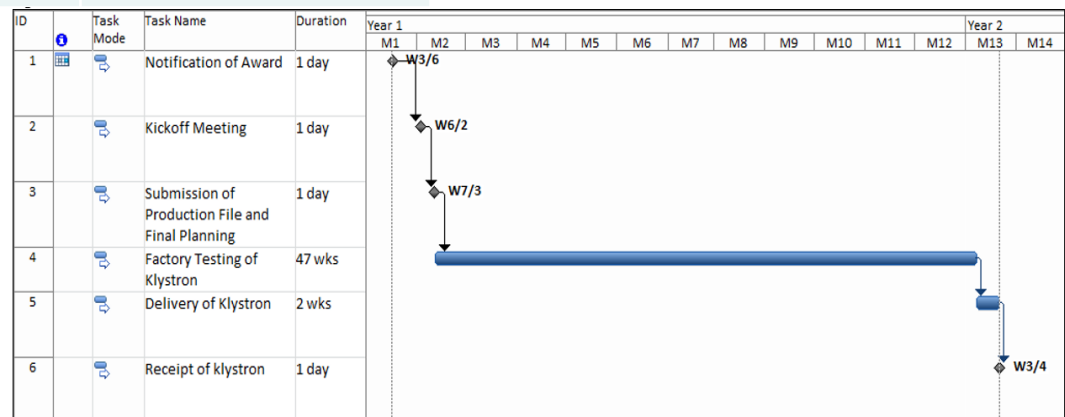 ID Task Mode Task Name Duration Year 1 Year 2
M1 M2 M3 M4 M5 M6 M7 M8 M9 M10 M11 M12 M13 M14
1 Notification of Award 1 day W3/6
2 Kickoff Meeting 1 day W6/2
3 Submission of Production File and Final Planning 1 day W7/3
4 Factory Testing of Klystron 47 wks
5 Delivery of Klystron 2 wks
6 Receipt of klystron 1 day W3/4